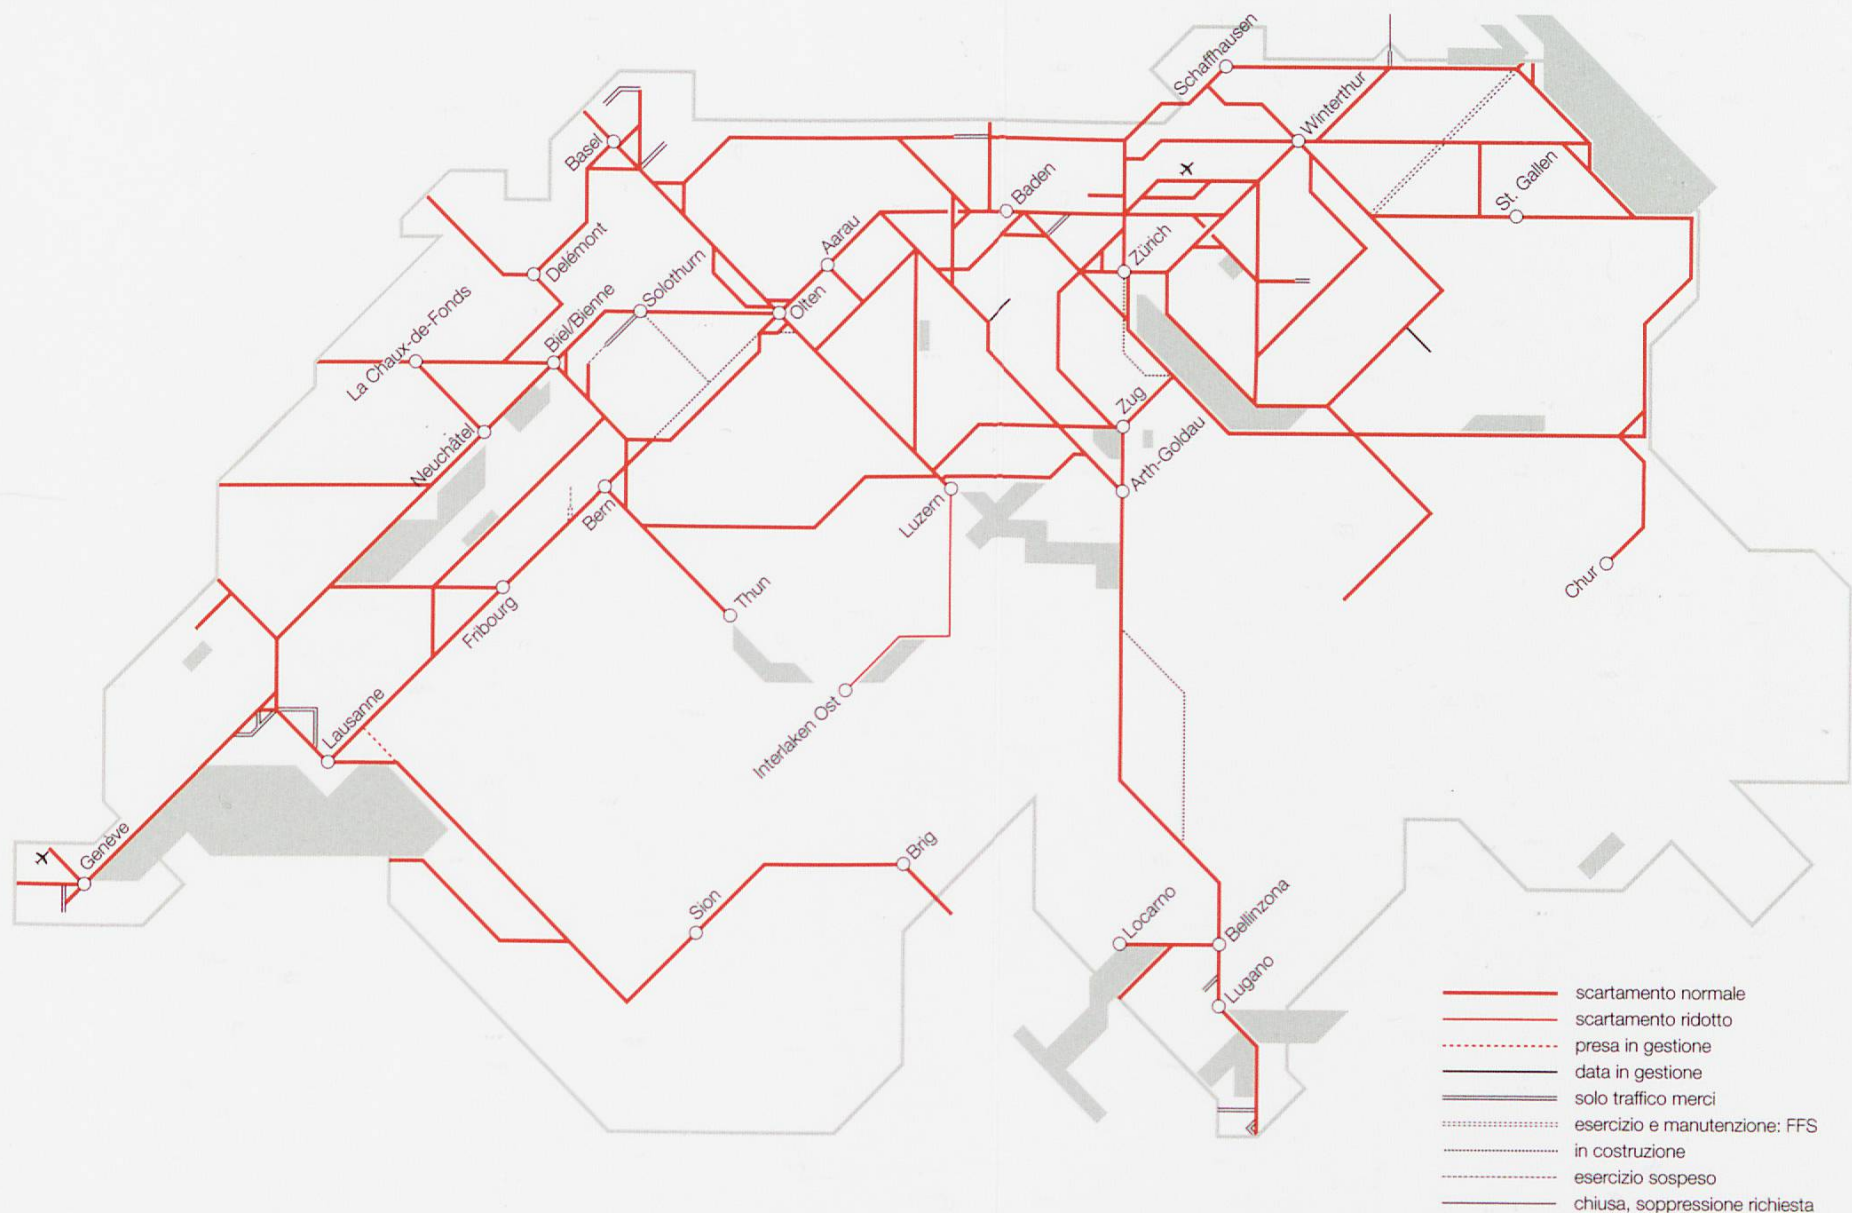 Schaffhausen
Winterthur
Basel
St. Gallen
Baden
Aarau
Zürich
Delémont
Solothurn
Olten
Biel/Bienne
La Chaux-de-Fonds
Zug
Neuchâtel
Arth-Goldau
Luzern
Bern
Chur
Thun
Fribourg
Interlaken Ost
Lausanne
Genève
Brig
Sion
Locarno
Bellinzona
Lugano
scartamento normale
scartamento ridotto
presa in gestione
data in gestione
solo traffico merci
esercizio e manutenzione: FFS
in costruzione
esercizio sospeso
chiusa, soppressione richiesta